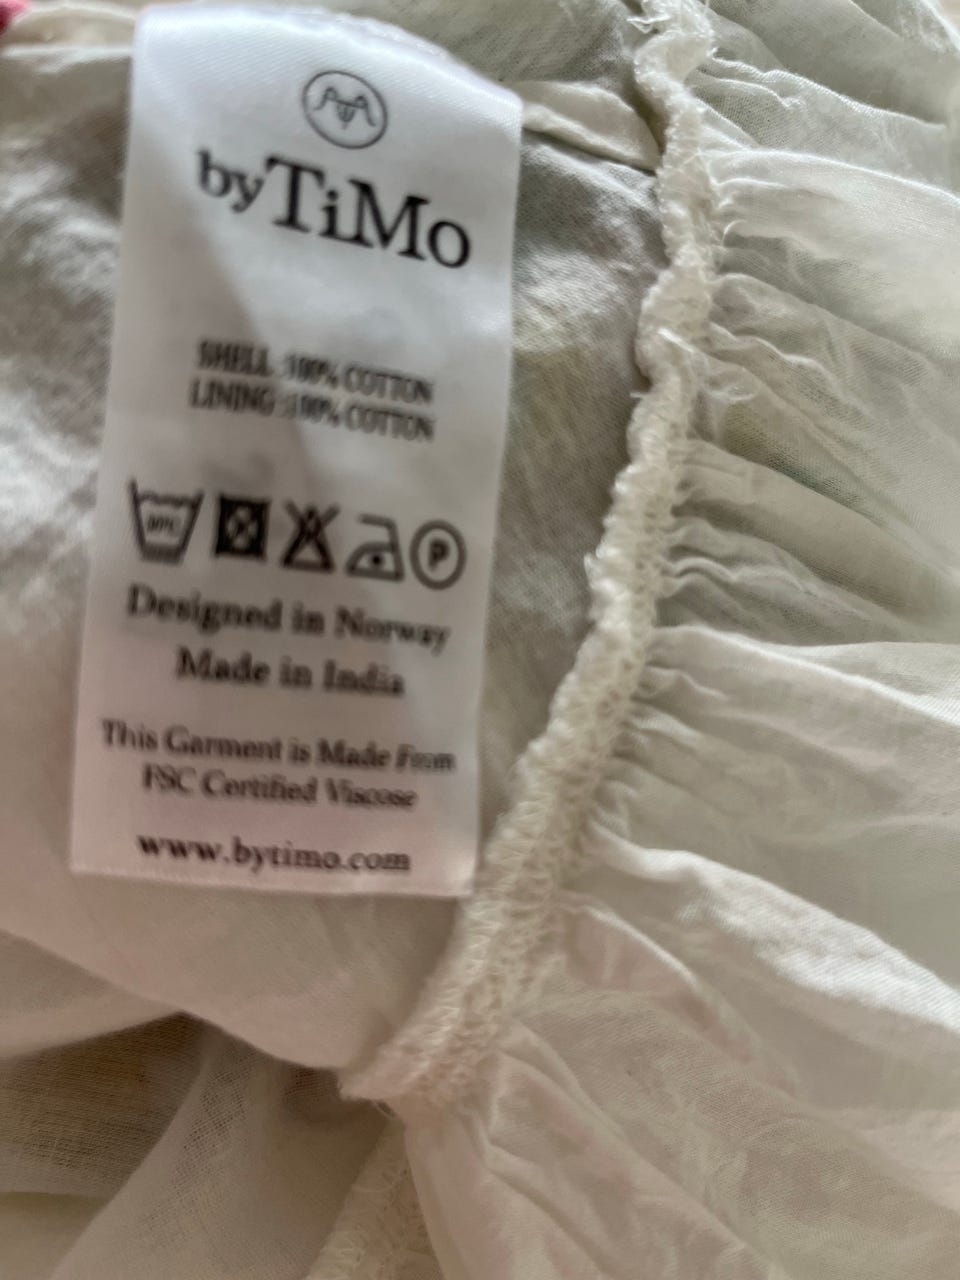 byTiMo
SHELL :100% COTTON
LINING :100% COTTON
30°C
P
Designed in Norway
Made in India
This Garment is Made From
FSC Certified Viscose
www.bytimo.com